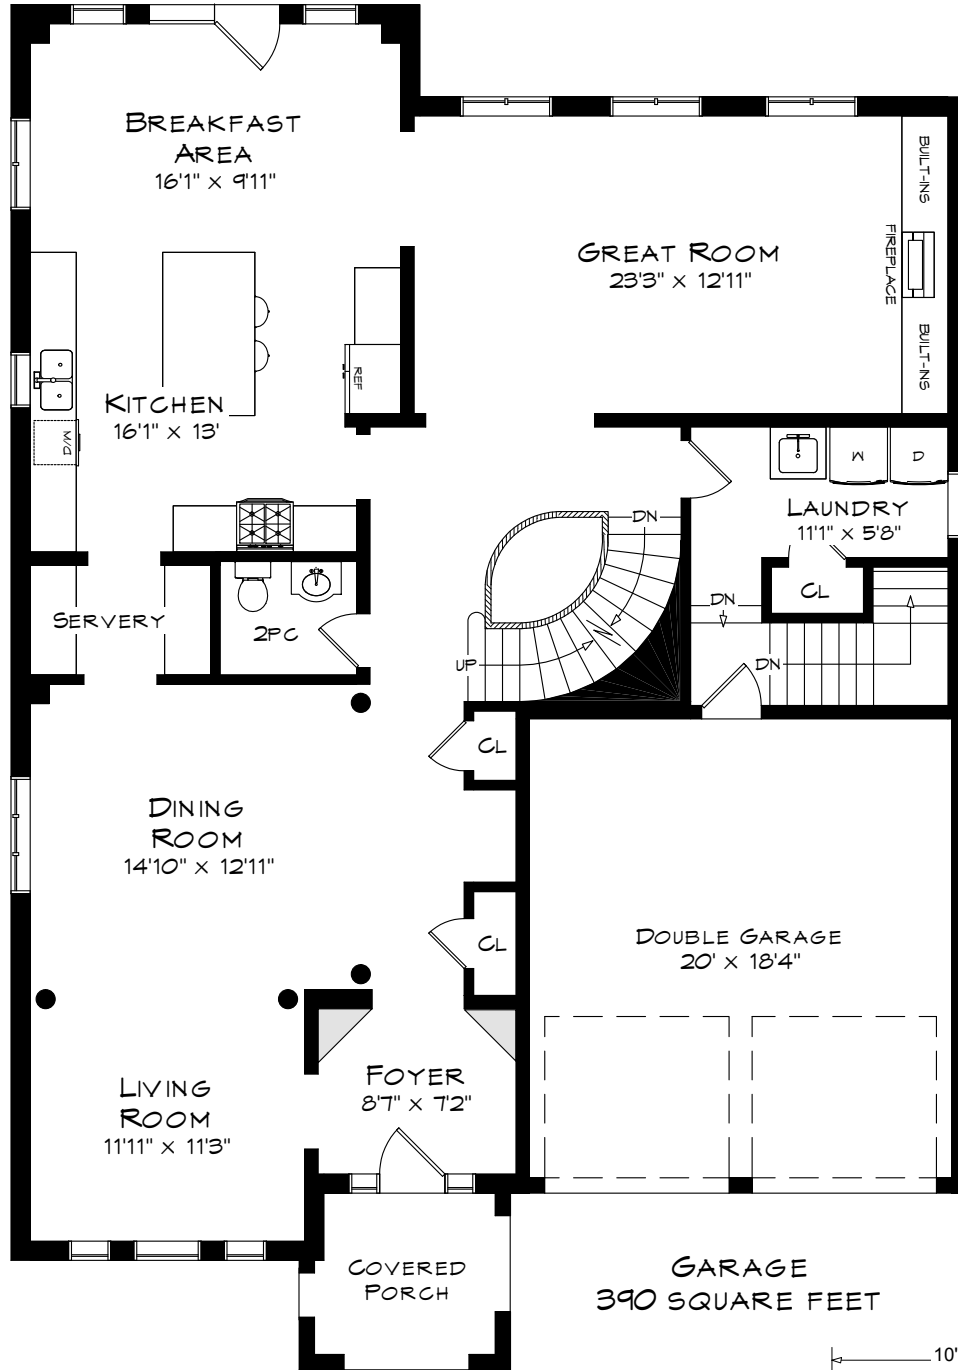 BREAKFAST
AREA
16'1" x 9'11"
BUILT-INS
FIREPLACE
BUILT-INS
GREAT ROOM
23'3" x 12'11"
REF
KITCHEN
16'1" x 13'
D/W
W
D
LAUNDRY
11'1" x 5'8"
DN
CL
DN
SERVERY
2PC
UP
DN
CL
DINING
ROOM
14'10" x 12'11"
CL
DOUBLE GARAGE
20' x 18'4"
LIVING
ROOM
11'11" x 11'3"
FOYER
8'7" x 7'2"
COVERED
PORCH
GARAGE
390 SQUARE FEET
10'